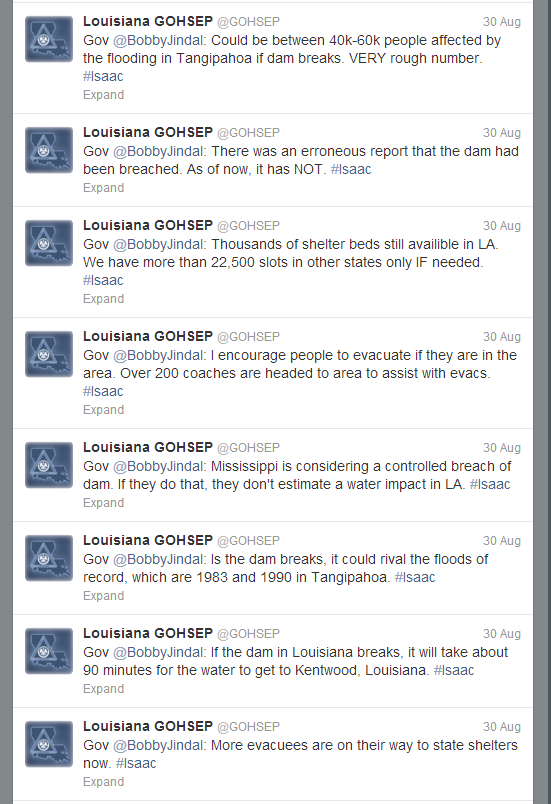 Louisiana GOHSEP @GOHSEP 30 Aug
Gov @BobbyJindal: Could be between 40k-60k people affected by
the flooding in Tangipahoa if dam breaks. VERY rough number.
#Isaac
Expand
Louisiana GOHSEP @GOHSEP 30 Aug
Gov @BobbyJindal: There was an erroneous report that the dam had
been breached. As of now, it has NOT. #Isaac
Expand
Louisiana GOHSEP @GOHSEP 30 Aug
Gov @BobbyJindal: Thousands of shelter beds still availible in LA.
We have more than 22,500 slots in other states only IF needed.
#Isaac
Expand
Louisiana GOHSEP @GOHSEP 30 Aug
Gov @BobbyJindal: I encourage people to evacuate if they are in the
area. Over 200 coaches are headed to area to assist with evacs.
#Isaac
Expand
Louisiana GOHSEP @GOHSEP 30 Aug
Gov @BobbyJindal: Mississippi is considering a controlled breach of
dam. If they do that, they don't estimate a water impact in LA. #Isaac
Expand
Louisiana GOHSEP @GOHSEP 30 Aug
Gov @BobbyJindal: Is the dam breaks, it could rival the floods of
record, which are 1983 and 1990 in Tangipahoa. #Isaac
Expand
Louisiana GOHSEP @GOHSEP 30 Aug
Gov @BobbyJindal: If the dam in Louisiana breaks, it will take about
90 minutes for the water to get to Kentwood, Louisiana. #Isaac
Expand
Louisiana GOHSEP @GOHSEP 30 Aug
Gov @BobbyJindal: More evacuees are on their way to state shelters
now. #Isaac
Expand